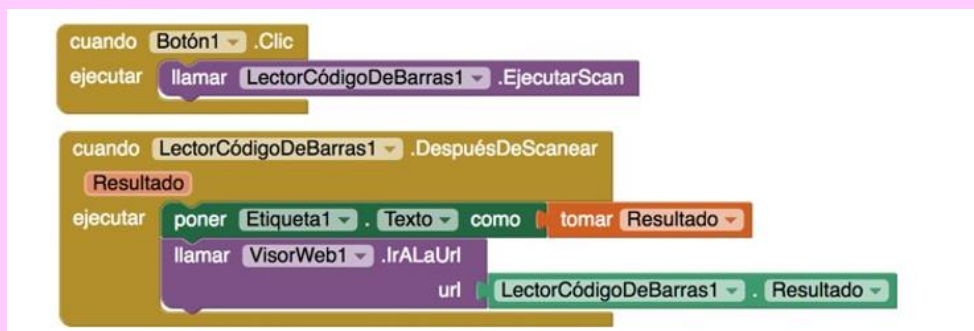 cuando Botón1 .Clic
ejecutar llamar LectorCódigoDeBarras1 .EjecutarScan
cuando LectorCódigoDeBarras1 .DespuésDeScanear
Resultado
ejecutar poner Etiqueta1 . Texto como tomar Resultado
llamar VisorWeb1 .IrALaUrl
url LectorCódigoDeBarras1 . Resultado